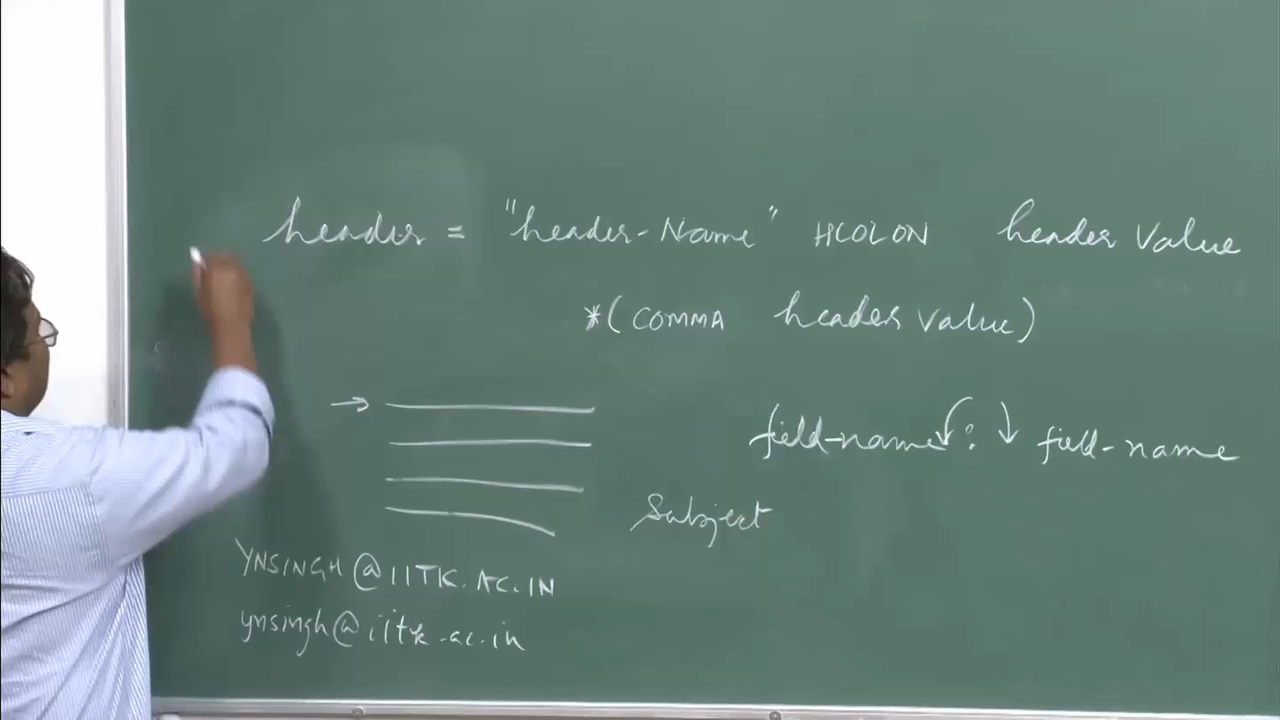 header = "header-Name" HCOLON header Value
*(COMMA header value)
field-name : field-name
Subject
YNSINGH@IITK.AC.IN
ynsingh@iitk.ac.in